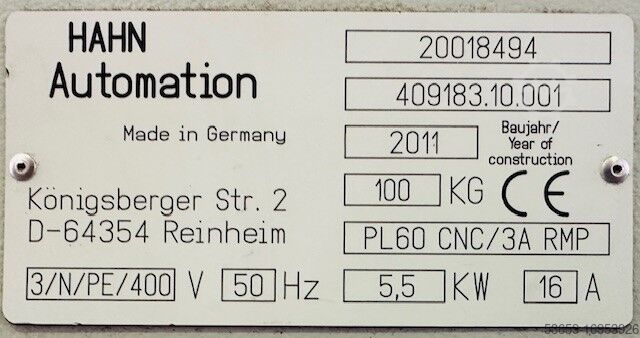 HAHN
Automation
Made in Germany
Königsberger Str. 2
D-64354 Reinheim
20018494
409183.10.001
2011 Baujahr/
Year of
construction
100 KG CE
PL60 CNC/3A RMP
3/N/PE/400 V 50 Hz 5,5 KW 16 A